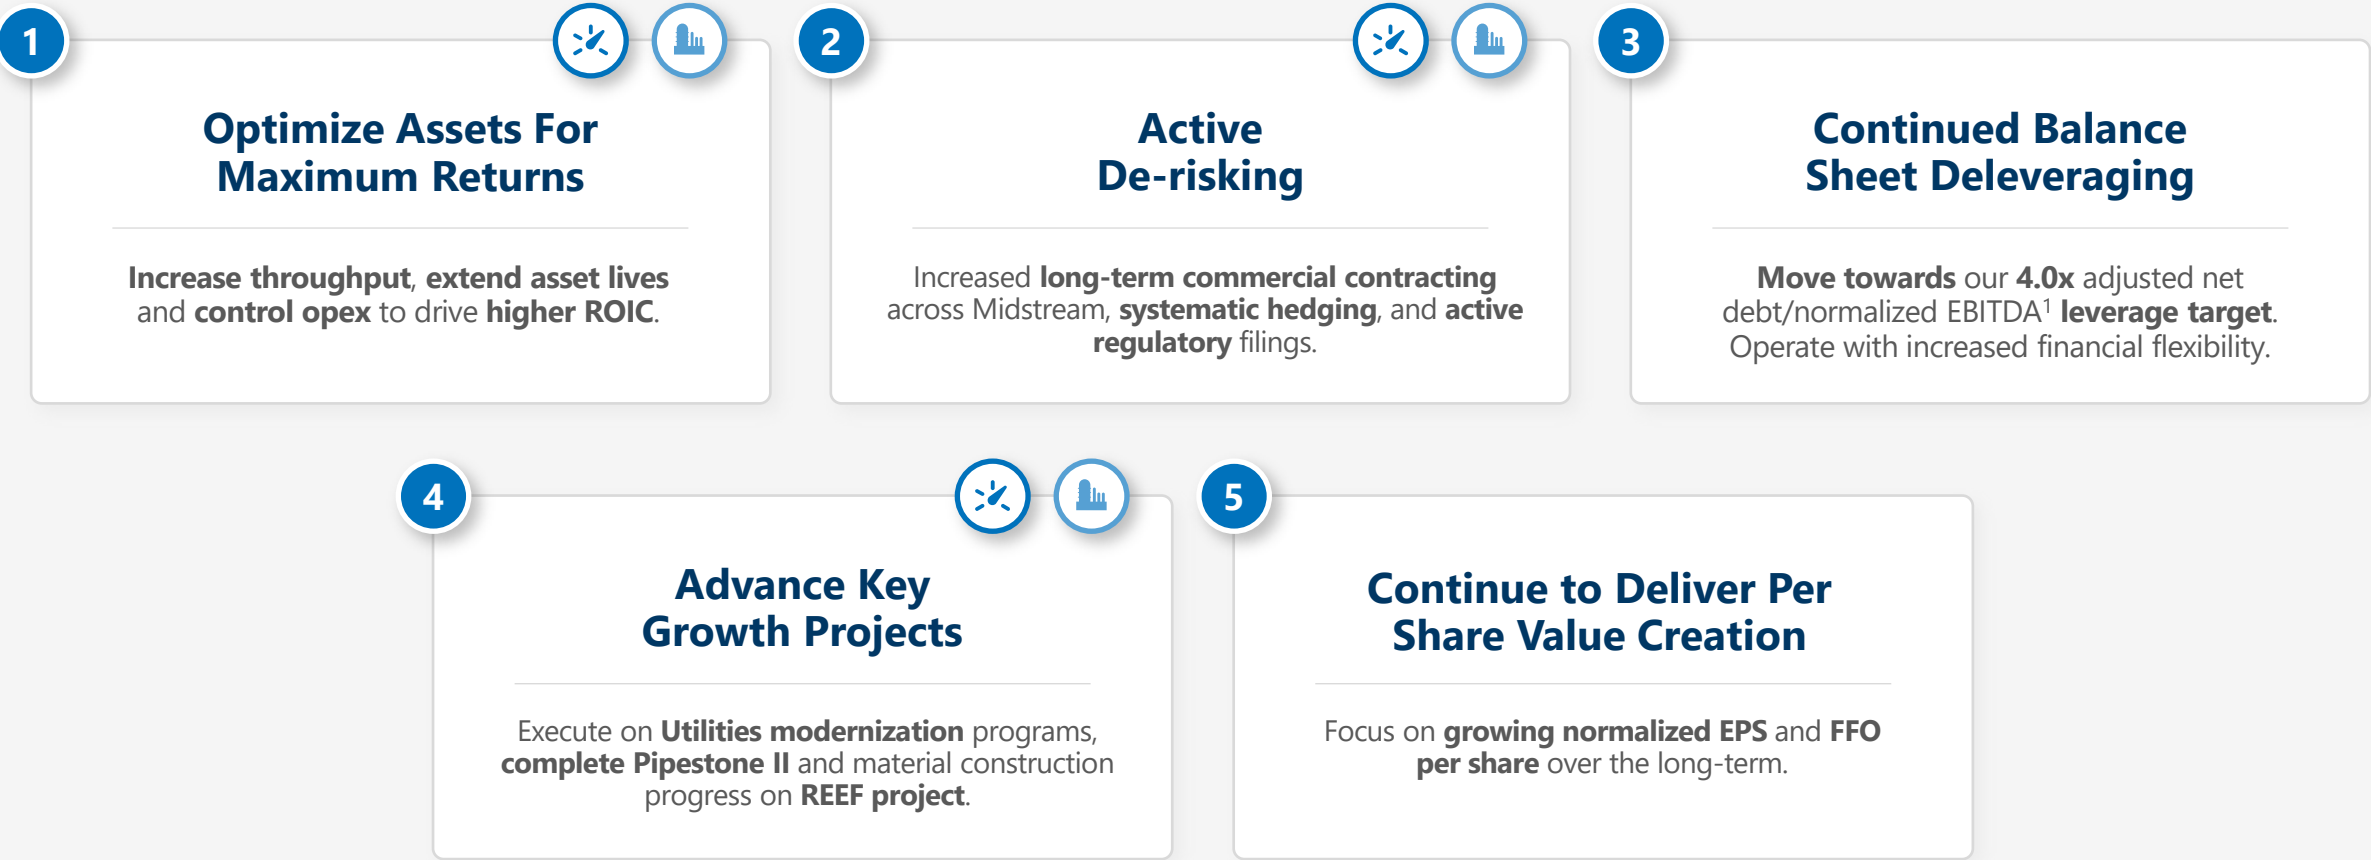 1
Optimize Assets For
Maximum Returns
Increase throughput, extend asset lives
and control opex to drive higher ROIC.
2
Active
De-risking
Increased long-term commercial contracting
across Midstream, systematic hedging, and active
regulatory filings.
3
Continued Balance
Sheet Deleveraging
Move towards our 4.0x adjusted net
debt/normalized EBITDA¹ leverage target.
Operate with increased financial flexibility.
4
Advance Key
Growth Projects
Execute on Utilities modernization programs,
complete Pipestone II and material construction
progress on REEF project.
5
Continue to Deliver Per
Share Value Creation
Focus on growing normalized EPS and FFO
per share over the long-term.